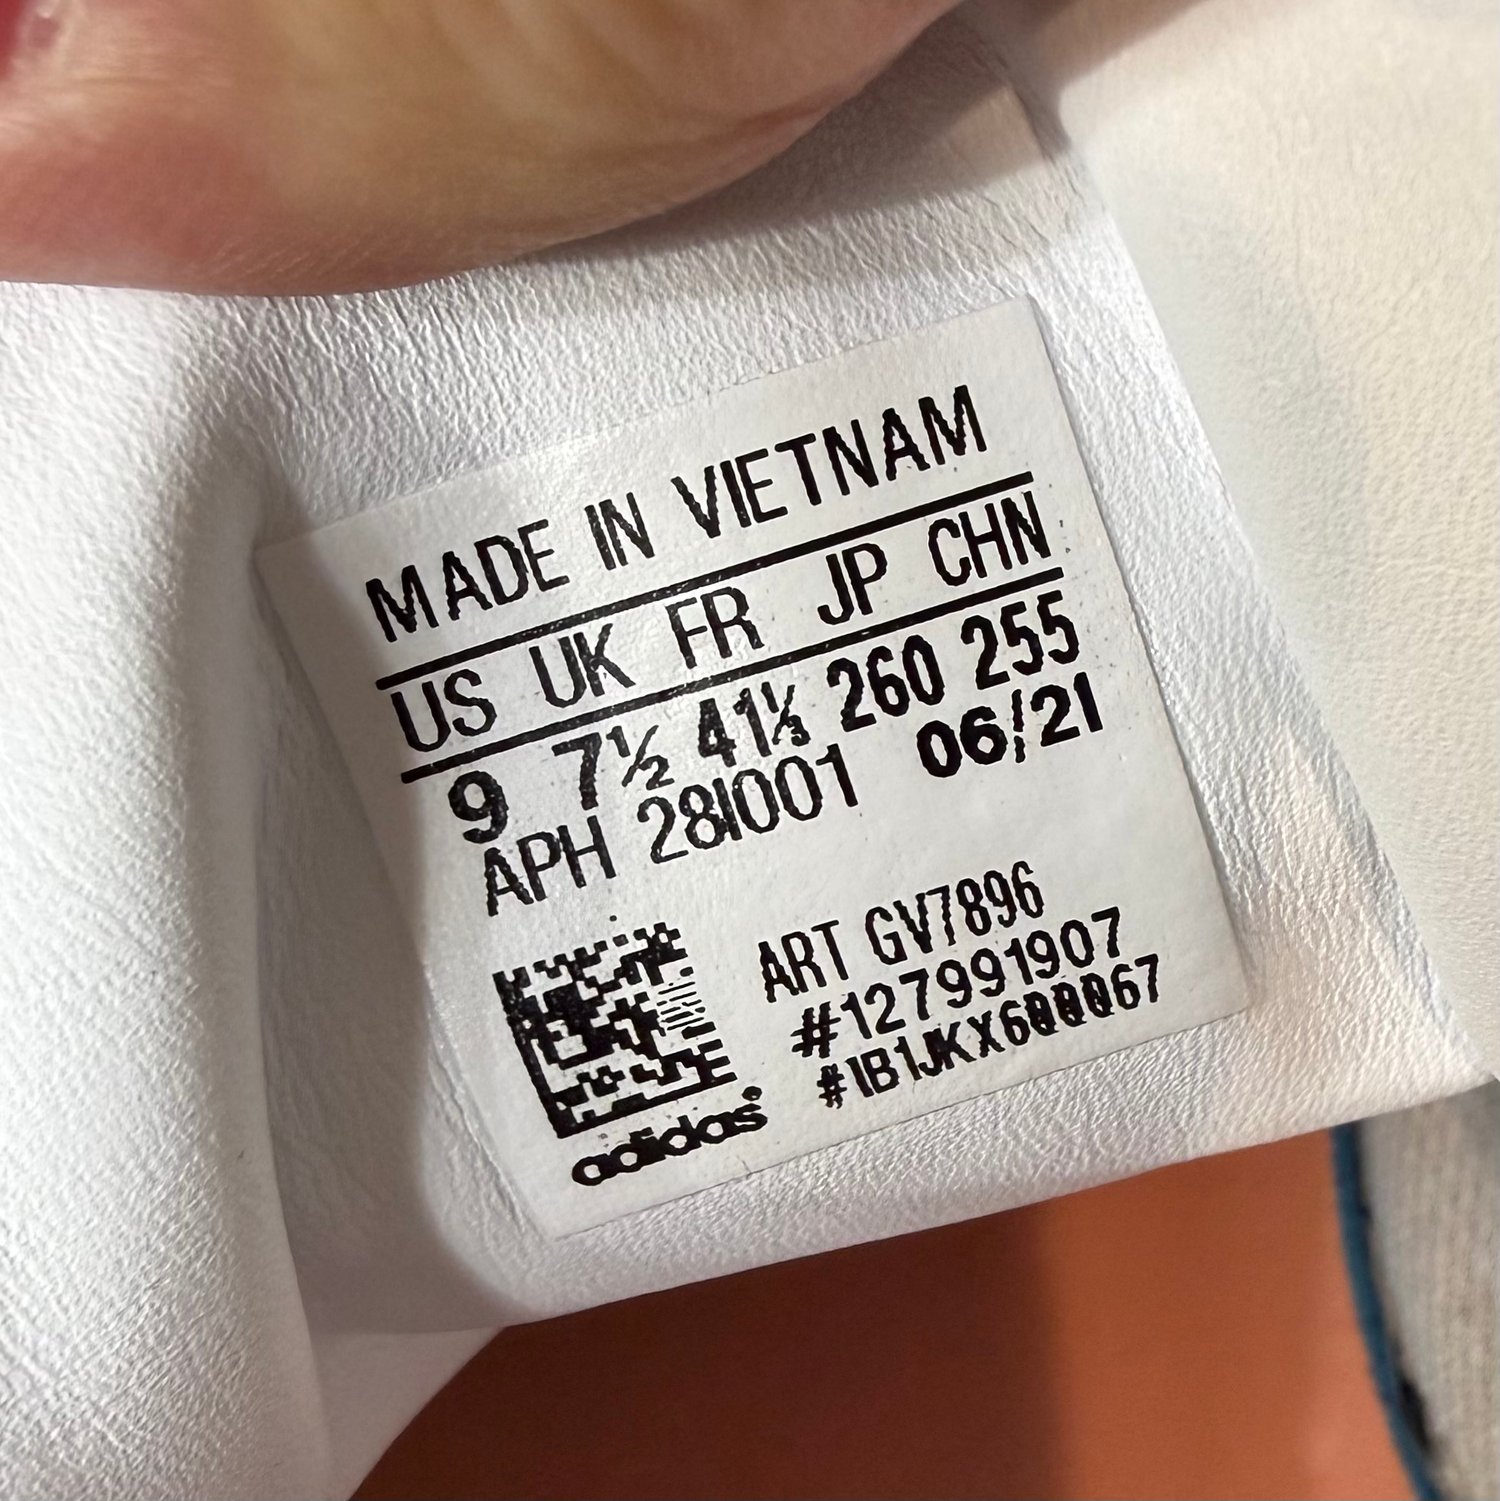 MADE IN VIETNAM
US UK FR JP CHN
9 7½ 41⅓ 260 255
APH 28I001 06/21
ART GV7896
#127991907
#IB1JKX600067
adidas